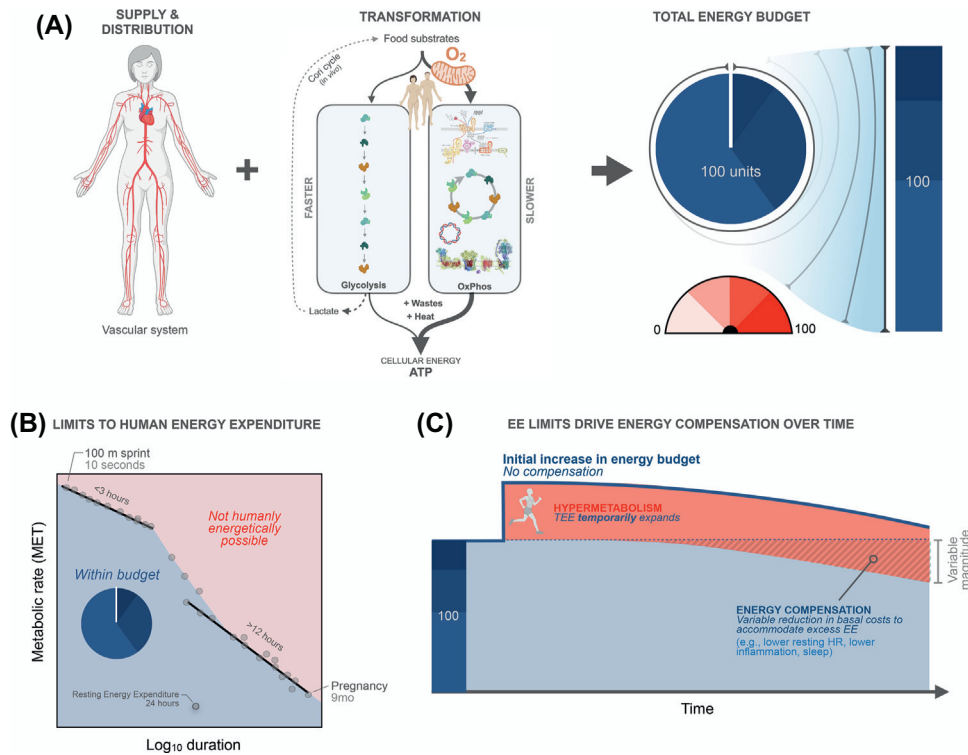 (A)
SUPPLY &
DISTRIBUTION
Vascular system
TRANSFORMATION
Food substrates
O₂
Cori cycle
(in vivo)
FASTER
SLOWER
Glycolysis
OxPhos
Lactate
+ Wastes
+ Heat
CELLULAR ENERGY
ATP
TOTAL ENERGY BUDGET
100 units
100
0
100
(B)
LIMITS TO HUMAN ENERGY EXPENDITURE
100 m sprint
10 seconds
<3 hours
Not humanly
energetically
possible
Within budget
>12 hours
Resting Energy Expenditure
24 hours
Pregnancy
9mo
Metabolic rate (MET)
Log₁₀ duration
(C)
EE LIMITS DRIVE ENERGY COMPENSATION OVER TIME
Initial increase in energy budget
No compensation
HYPERMETABOLISM
TEE temporarily expands
100
Variable
magnitude
ENERGY COMPENSATION
Variable reduction in basal costs to
accommodate excess EE
(e.g., lower resting HR, lower
inflammation, sleep)
Time